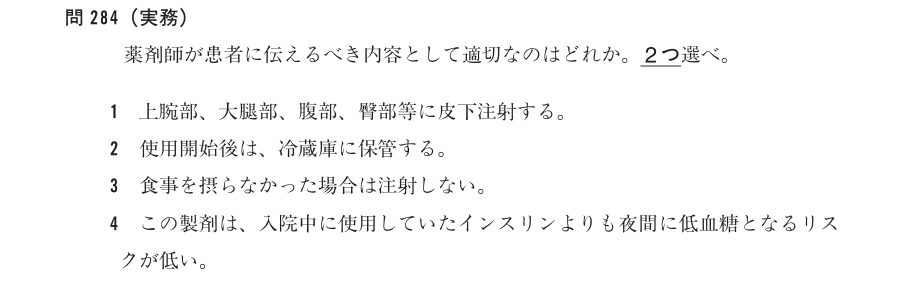 問 284(実務)
薬剤師が患者に伝えるべき内容として適切なのはどれか。2つ選べ。
1 上腕部、大腿部、腹部、臀部等に皮下注射する。
2 使用開始後は、冷蔵庫に保管する。
3 食事を摂らなかった場合は注射しない。
4 この製剤は、入院中に使用していたインスリンよりも夜間に低血糖となるリス
クが低い。